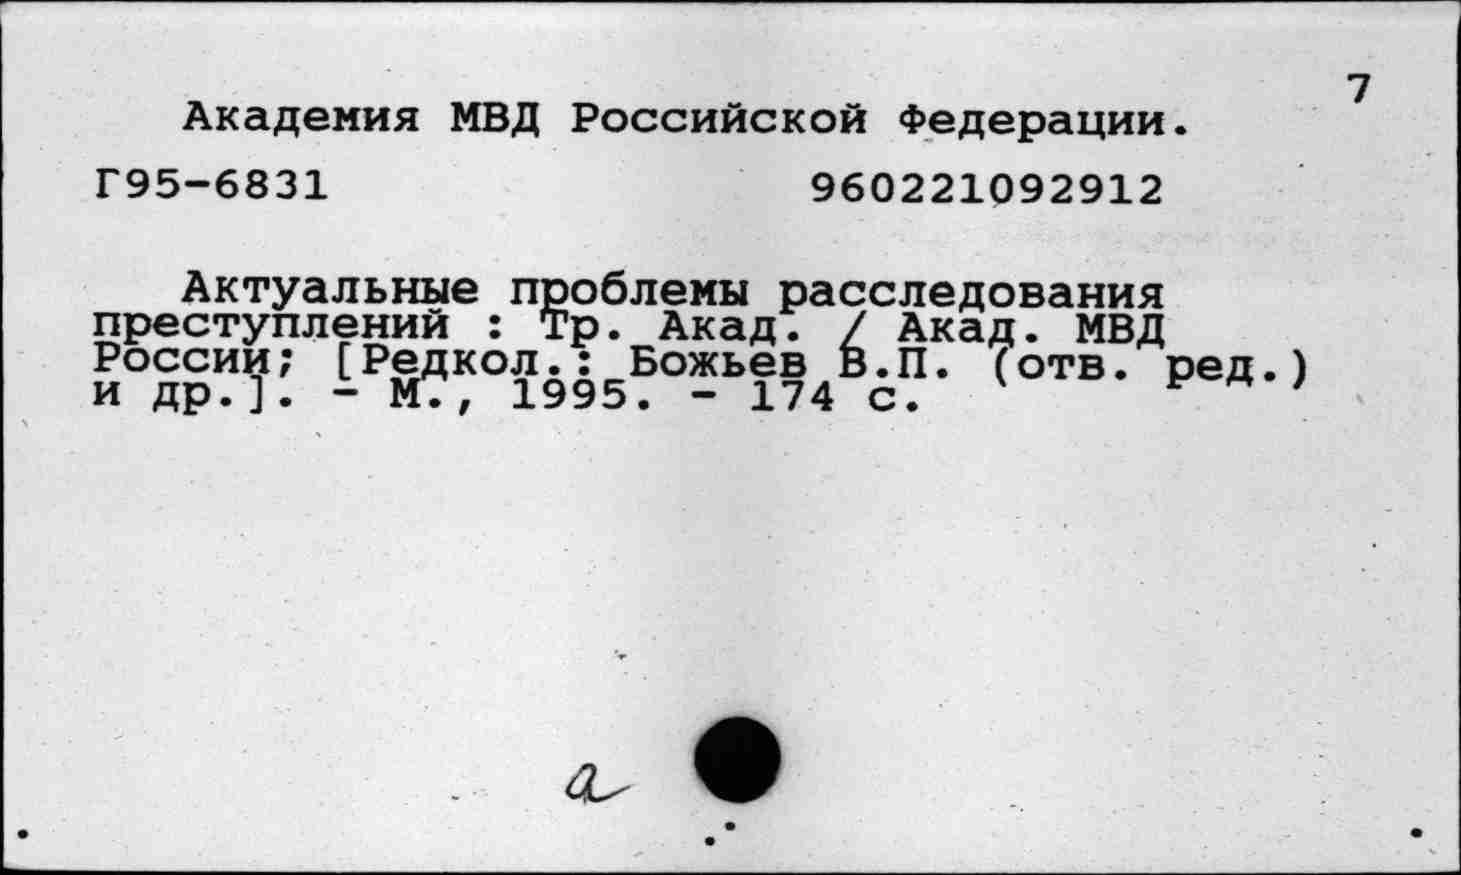 7
Академия МВД Российской Федерации.
Г95-6831 960221092912
Актуальные проблемы расследования
преступлений : Тр. Акад. / Акад. МВД
России; [Редкол.: Божьев В.П. (отв. ред.)
и др.]. - М., 1995. - 174 с.
а